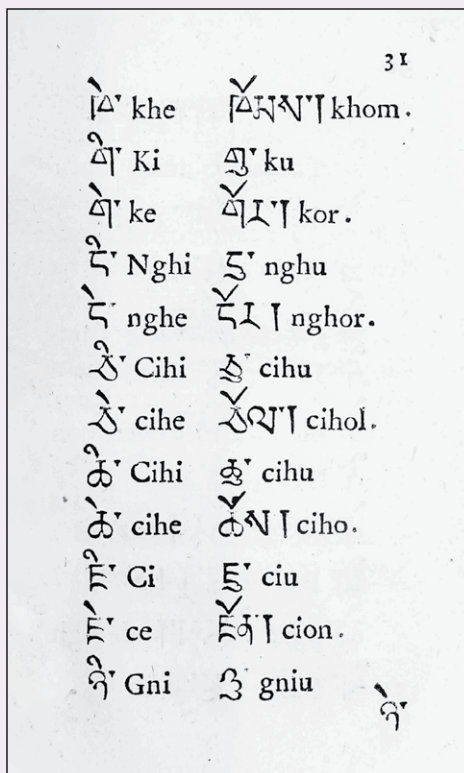 31
ཁེ་ khe ཁོམས་། khom.
གི་ Ki གུ་ ku
གེ་ ke གོར་། kor.
ངི་ Nghi ངུ་ nghu
ངེ་ nghe ངོར། nghor.
ཅི་ Cihi ཅུ་ cihu
ཅེ་ cihe ཅོལ་། cihol.
ཆི་ Cihi ཆུ་ cihu
ཆེ་ cihe ཆོས། ciho.
ཇི་ Ci ཇུ་ ciu
ཇེ་ ce ཇོན། cion.
ཉི་ Gni ཉུ gniu
ཉེ་